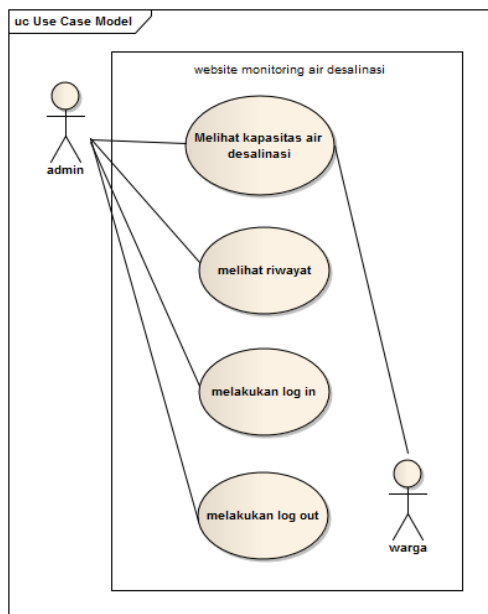 uc Use Case Model
website monitoring air desalinasi
Melihat kapasitas air
desalinasi
admin
melihat riwayat
melakukan log in
melakukan log out
warga